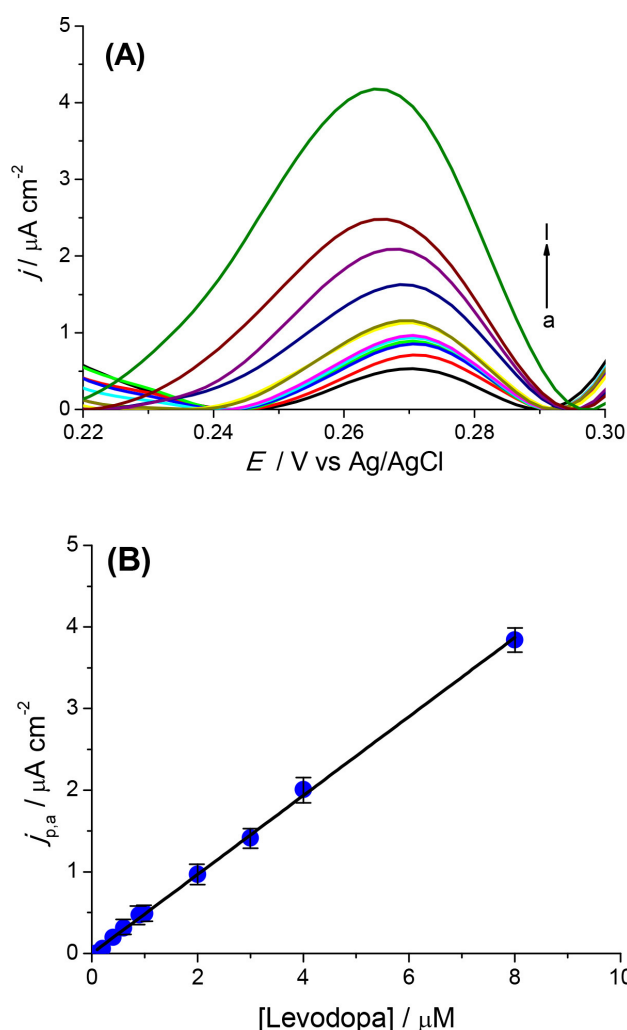 (A)
5
4
3
2
1
0
j / μA cm-2
l
a
0.22 0.24 0.26 0.28 0.30
E / V vs Ag/AgCl
(B)
5
4
3
2
1
0
jp,a / μA cm-2
0 2 4 6 8 10
[Levodopa] / μM